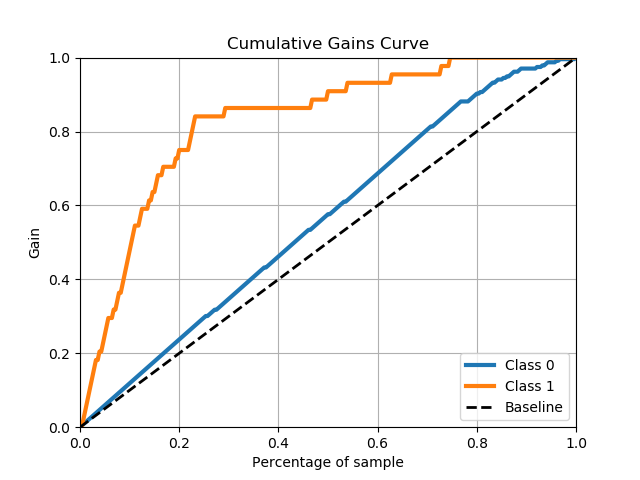 Cumulative Gains Curve
1.0
0.8
0.6
0.4
0.2
0.0
Gain
0.0 0.2 0.4 0.6 0.8 1.0
Percentage of sample
Class 0
Class 1
Baseline